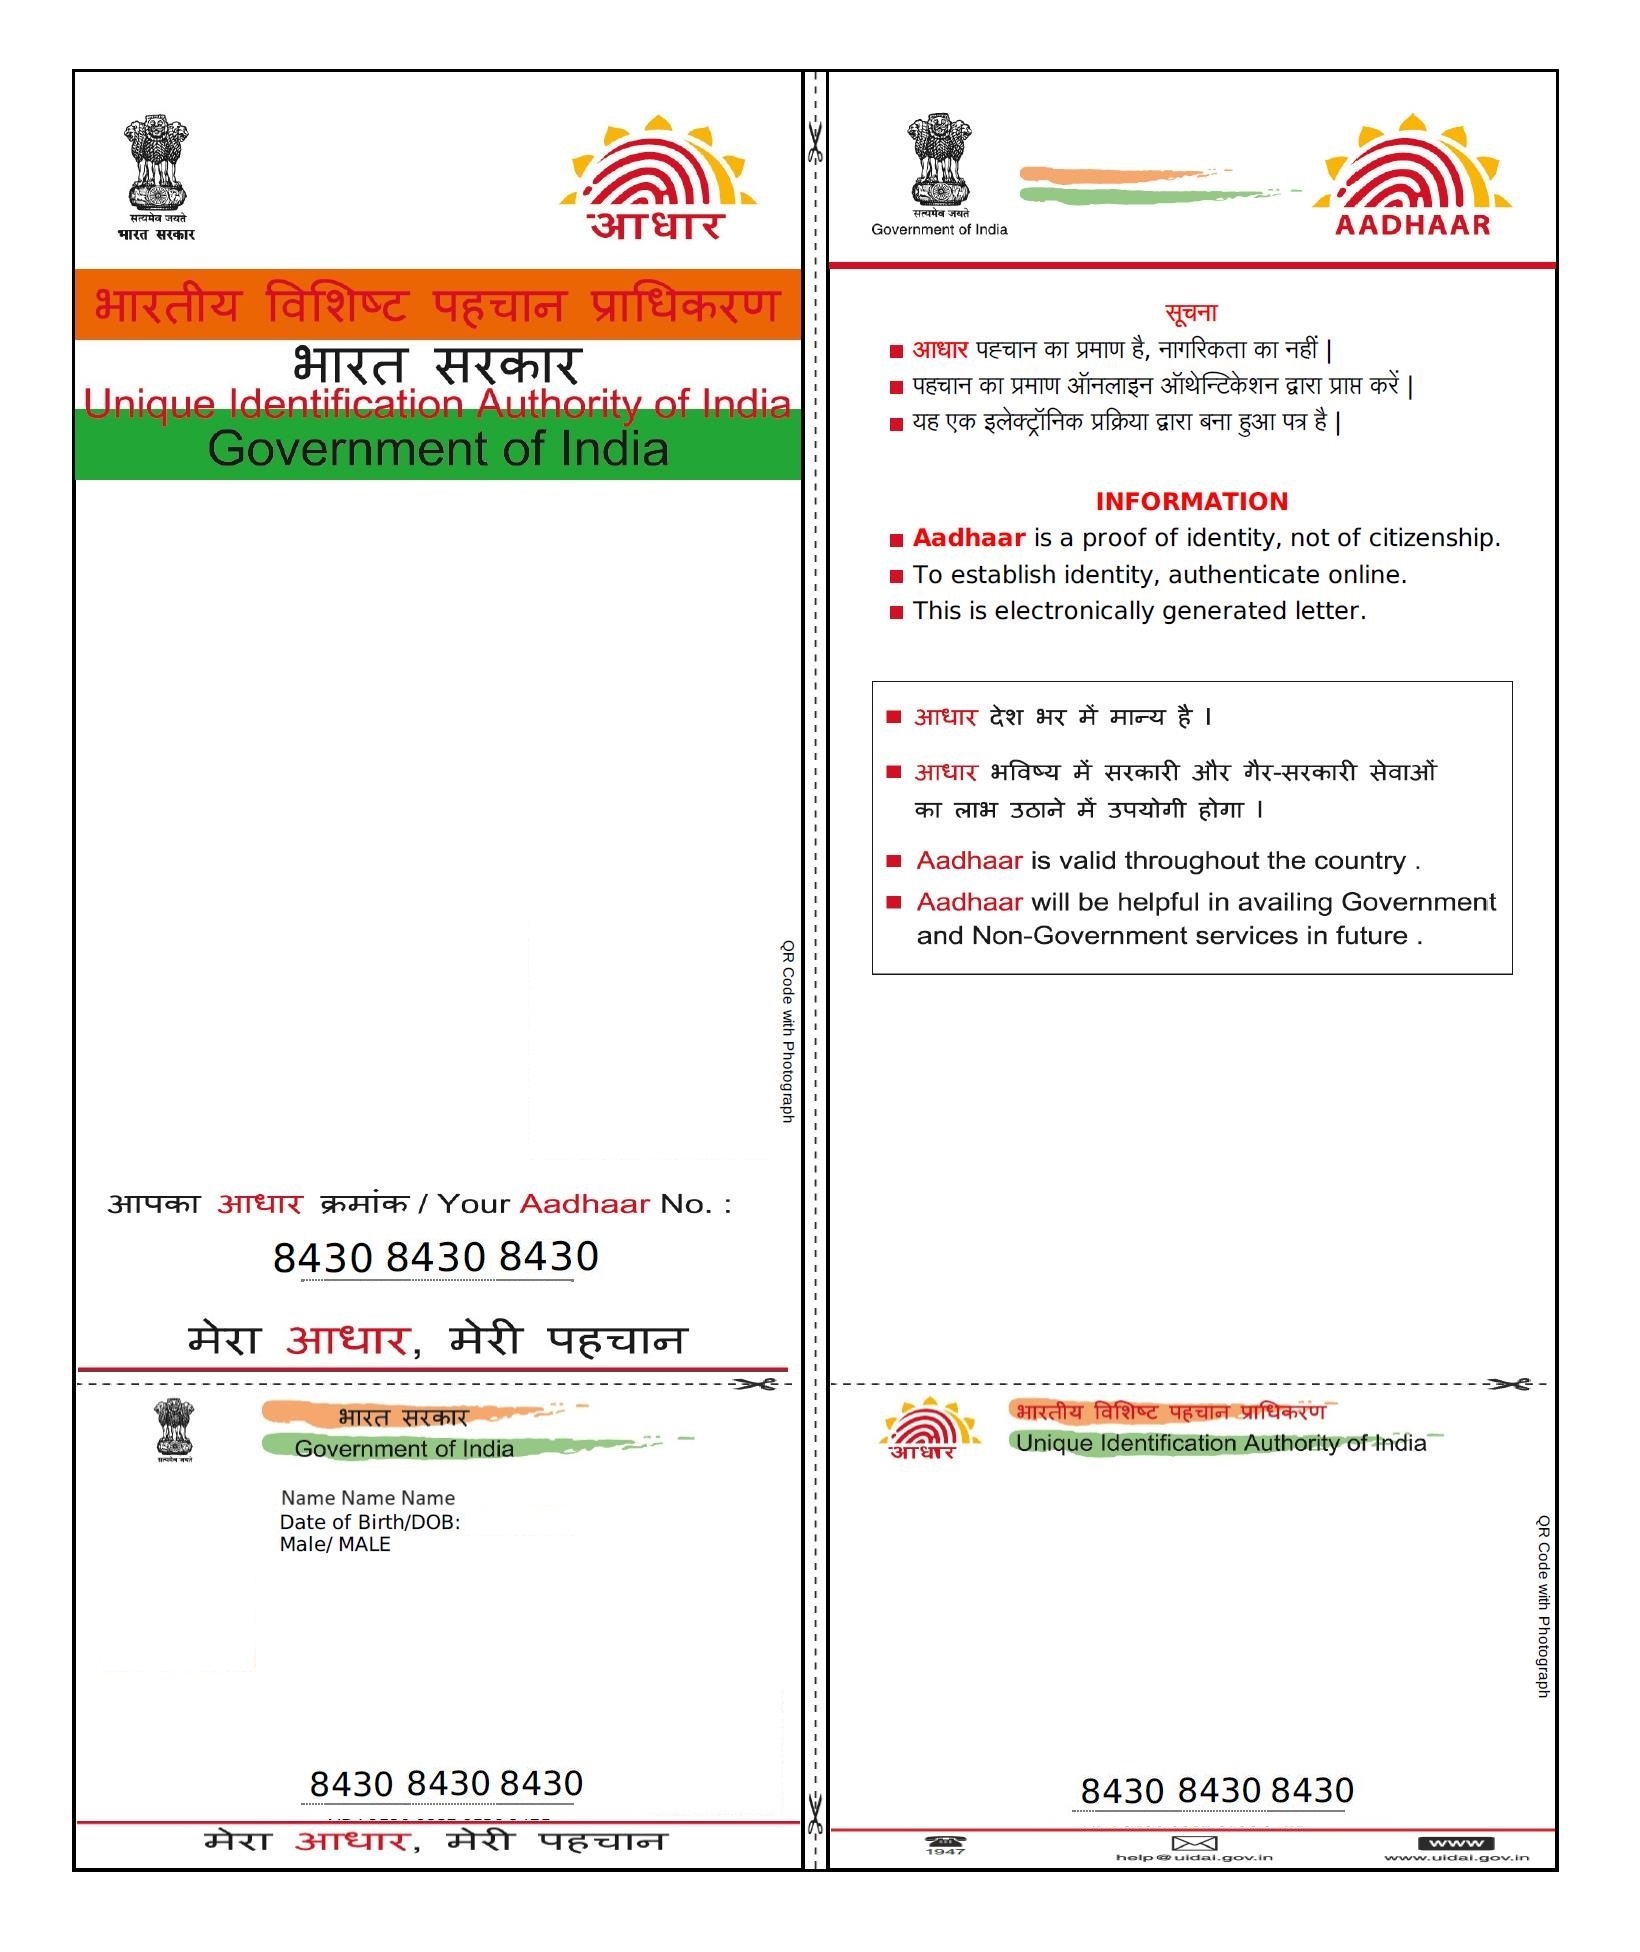 सत्यमेव जयते
भारत सरकार
आधार
भारतीय विशिष्ट पहचान प्राधिकरण
भारत सरकार
Unique Identification Authority of India
Government of India
QR Code with Photograph
आपका आधार क्रमांक / Your Aadhaar No. :
8430 8430 8430
मेरा आधार, मेरी पहचान
सत्यमेव जयते
भारत सरकार
Government of India
Name Name Name
Date of Birth/DOB:
Male/ MALE
8430 8430 8430
मेरा आधार, मेरी पहचान
सत्यमेव जयते
Government of India
AADHAAR
सूचना
आधार पहचान का प्रमाण है, नागरिकता का नहीं |
पहचान का प्रमाण ऑनलाइन ऑथेन्टिकेशन द्वारा प्राप्त करें |
यह एक इलेक्ट्रॉनिक प्रक्रिया द्वारा बना हुआ पत्र है |
INFORMATION
Aadhaar is a proof of identity, not of citizenship.
To establish identity, authenticate online.
This is electronically generated letter.
आधार देश भर में मान्य है ।
आधार भविष्य में सरकारी और गैर-सरकारी सेवाओं
का लाभ उठाने में उपयोगी होगा ।
Aadhaar is valid throughout the country .
Aadhaar will be helpful in availing Government
and Non-Government services in future .
आधार
भारतीय विशिष्ट पहचान प्राधिकरण
Unique Identification Authority of India
QR Code with Photograph
8430 8430 8430
1947
help@uidai.gov.in
www
www.uidai.gov.in